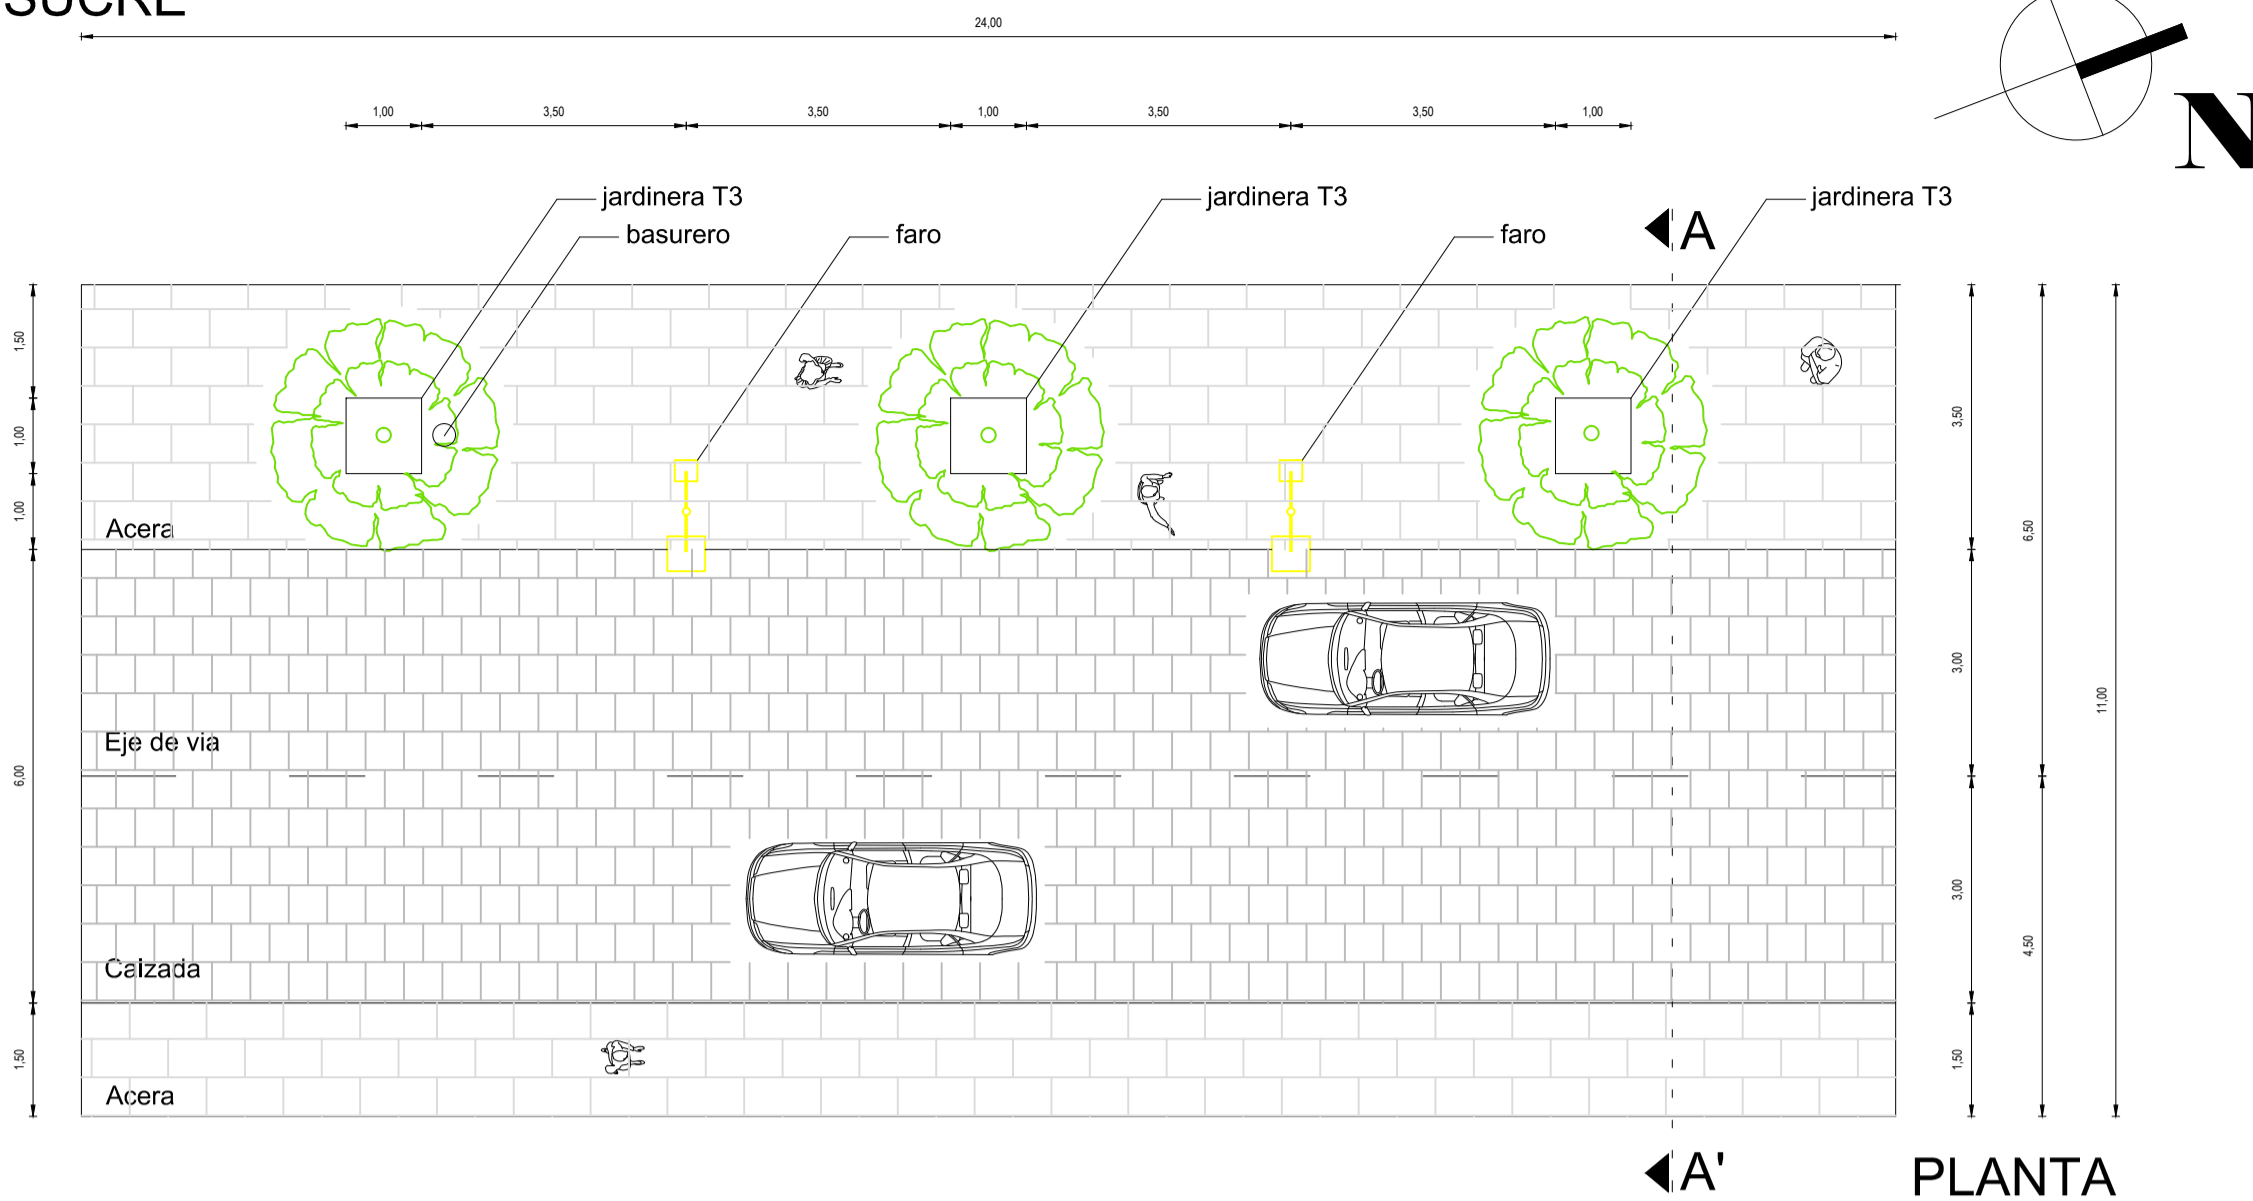 SUCRE
24,00
1,00 3,50 3,50 1,00 3,50 3,50 1,00
N
jardinera T3 jardinera T3 jardinera T3
basurero faro faro
A
1,50
1,00
1,00
3,50
6,50
Acera
3,00
11,00
Eje de via
6,00
3,00
4,50
Calzada
1,50
1,50
Acera
A'
PLANTA